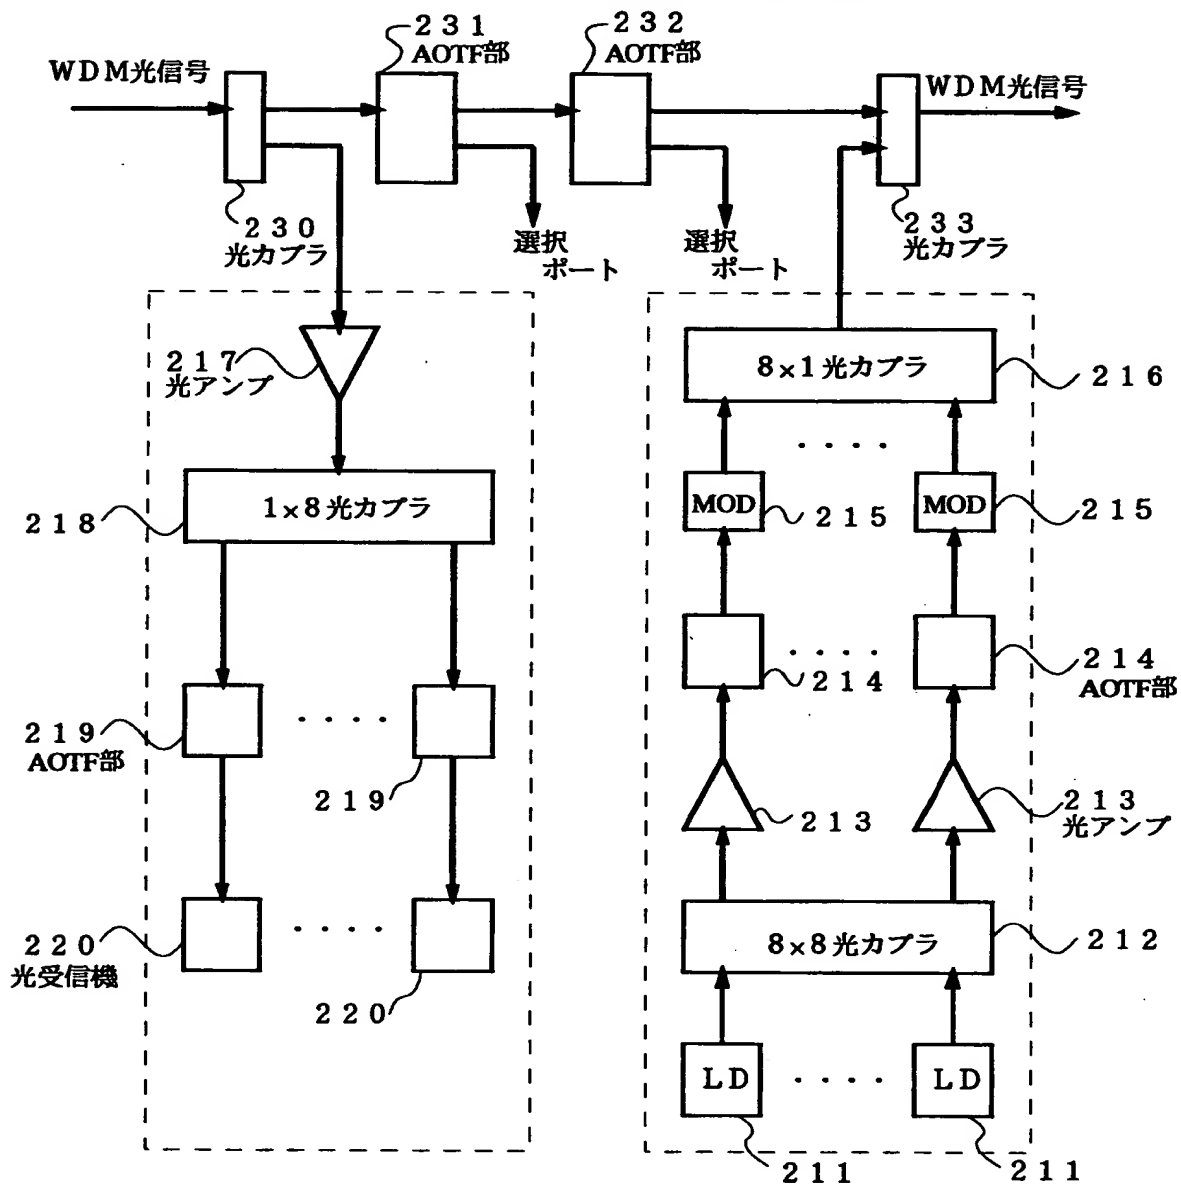 ２３１
AOTF部
２３２
AOTF部
ＷＤＭ光信号
ＷＤＭ光信号
２３０
光カプラ
選択
ポート
選択
ポート
２３３
光カプラ
２１７
光アンプ
8×1光カプラ
２１６
１×８光カプラ
２１８
MOD
２１５
MOD
２１５
２１４
２１４
AOTF部
２１９
AOTF部
２１９
２１３
２１３
光アンプ
２２０
光受信機
２２０
8×8光カプラ
２１２
ＬＤ
ＬＤ
２１１
２１１